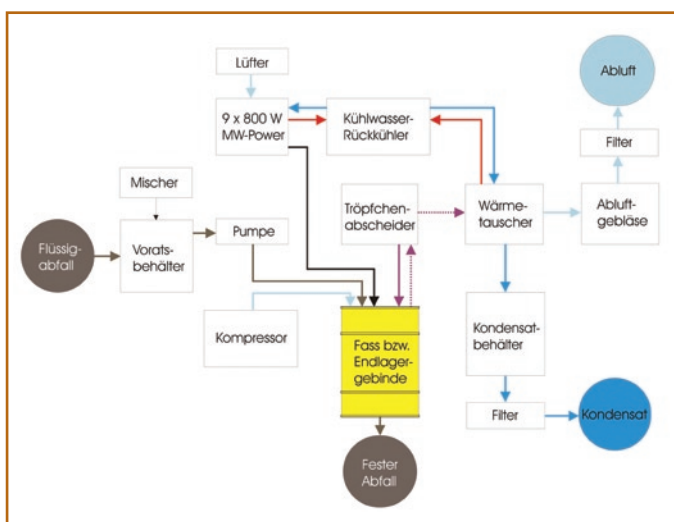 Lüfter
Abluft
9 x 800 W
MW-Power
Kühlwasser-
Rückkühler
Filter
Mischer
Tröpfchen-
abscheider
Wärme-
tauscher
Abluft-
gebläse
Flüssig-
abfall
Vorats-
behälter
Pumpe
Kompressor
Fass bzw.
Endlager-
gebinde
Kondensat-
behälter
Filter
Kondensat
Fester
Abfall